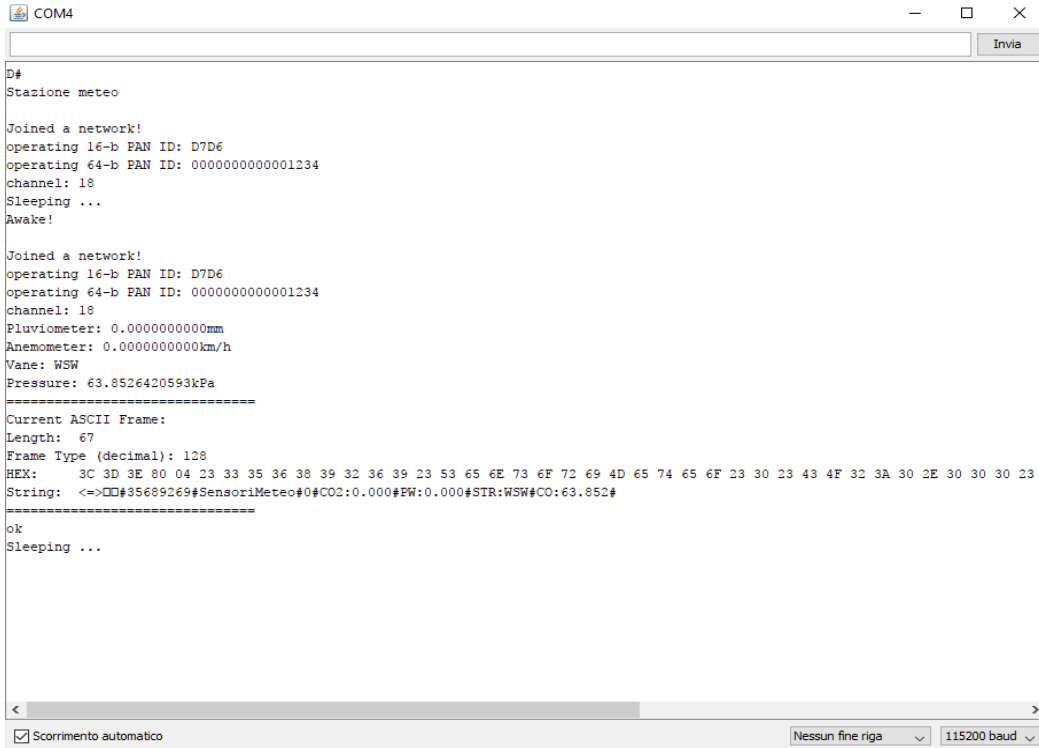 COM4
Invia
D#
Stazione meteo
Joined a network!
operating 16-b PAN ID: D7D6
operating 64-b PAN ID: 0000000000001234
channel: 18
Sleeping ...
Awake!
Joined a network!
operating 16-b PAN ID: D7D6
operating 64-b PAN ID: 0000000000001234
channel: 18
Pluviometer: 0.0000000000mm
Anemometer: 0.0000000000km/h
Vane: WSW
Pressure: 63.8526420593kPa
===============================
Current ASCII Frame:
Length:  67
Frame Type (decimal): 128
HEX:     3C 3D 3E 80 04 23 33 35 36 38 39 32 36 39 23 53 65 6E 73 6F 72 69 4D 65 74 65 6F 23 30 23 43 4F 32 3A 30 2E 30 30 30 23
String:  <=>□□#35689269#SensoriMeteo#0#CO2:0.000#PW:0.000#STR:WSW#CO:63.852#
===============================
ok
Sleeping ...
Scorrimento automatico
Nessun fine riga
115200 baud